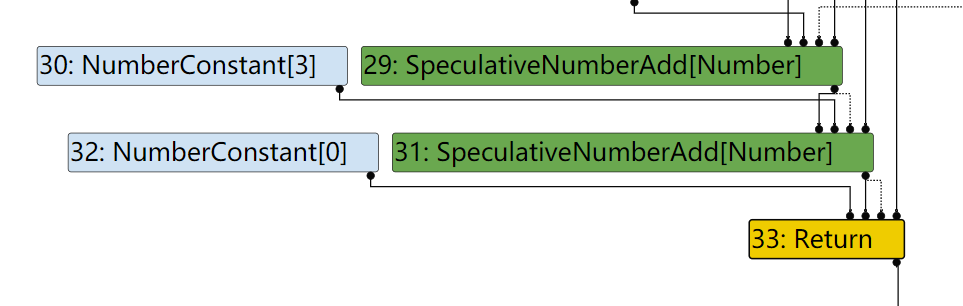 30: NumberConstant[3]
29: SpeculativeNumberAdd[Number]
32: NumberConstant[0]
31: SpeculativeNumberAdd[Number]
33: Return